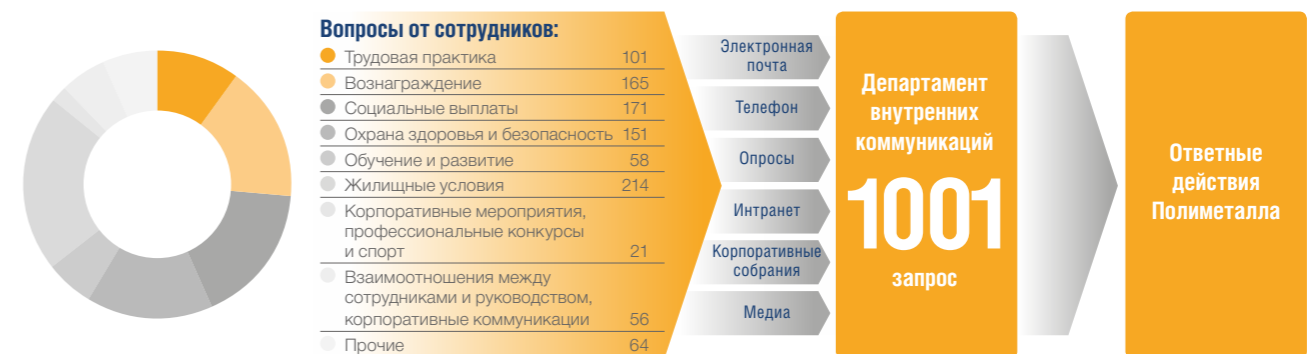 Вопросы от сотрудников:
Трудовая практика 101
Вознаграждение 165
Социальные выплаты 171
Охрана здоровья и безопасность 151
Обучение и развитие 58
Жилищные условия 214
Корпоративные мероприятия,
профессиональные конкурсы
и спорт 21
Взаимоотношения между
сотрудниками и руководством,
корпоративные коммуникации 56
Прочие 64
Электронная
почта
Телефон
Опросы
Интранет
Корпоративные
собрания
Медиа
Департамент
внутренних
коммуникаций
1001
запрос
Ответные
действия
Полиметалла